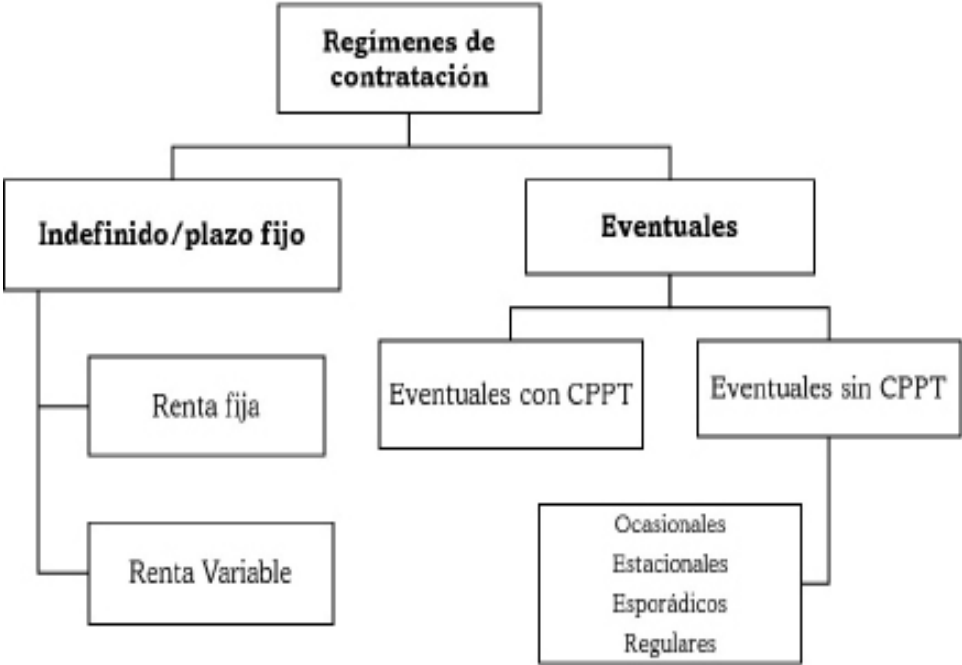 Regímenes de
contratación
Indefinido/plazo fijo
Eventuales
Renta fija
Renta Variable
Eventuales con CPPT
Eventuales sin CPPT
Ocasionales
Estacionales
Esporádicos
Regulares